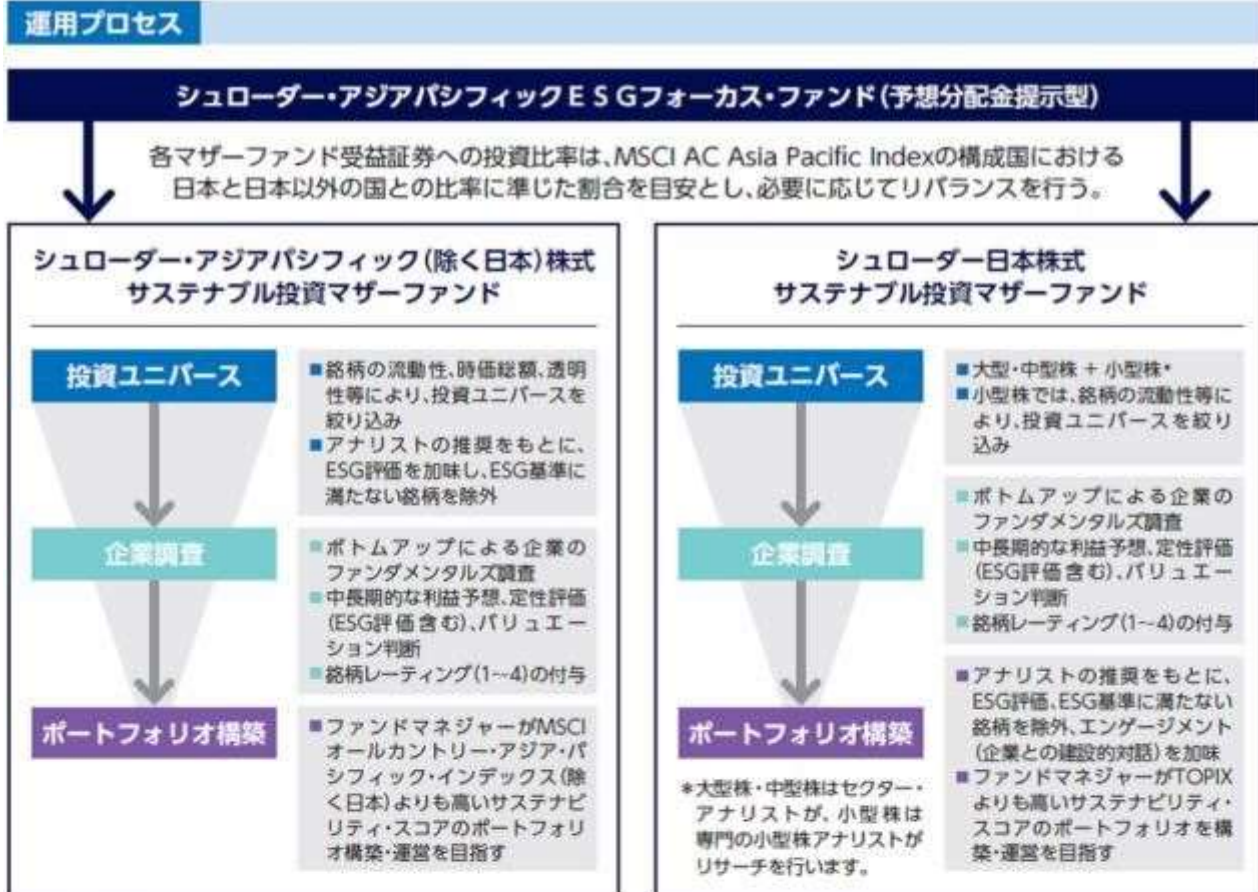 運用プロセス
シュローダー・アジアパシフィックＥＳＧフォーカス・ファンド(予想分配金提示型)
各マザーファンド受益証券への投資比率は、MSCI AC Asia Pacific Indexの構成国における
日本と日本以外の国との比率に準じた割合を目安とし、必要に応じてリバランスを行う。
シュローダー・アジアパシフィック(除く日本)株式
サステナブル投資マザーファンド
投資ユニバース
■銘柄の流動性、時価総額、透明
性等により、投資ユニバースを
絞り込み
■アナリストの推奨をもとに、
ESG評価を加味し、ESG基準に
満たない銘柄を除外
企業調査
■ボトムアップによる企業の
ファンダメンタルズ調査
■中長期的な利益予想、定性評価
(ESG評価含む)、バリュエー
ション判断
■銘柄レーティング(1~4)の付与
ポートフォリオ構築
■ファンドマネジャーがMSCI
オールカントリー・アジア・パ
シフィック・インデックス(除
く日本)よりも高いサステナビ
リティ・スコアのポートフォリ
オ構築・運営を目指す
シュローダー日本株式
サステナブル投資マザーファンド
投資ユニバース
■大型・中型株 + 小型株*
■小型株では、銘柄の流動性等に
より、投資ユニバースを絞り
込み
企業調査
■ボトムアップによる企業の
ファンダメンタルズ調査
■中長期的な利益予想、定性評価
(ESG評価含む)、バリュエー
ション判断
■銘柄レーティング(1~4)の付与
ポートフォリオ構築
■アナリストの推奨をもとに、
ESG評価、ESG基準に満たない
銘柄を除外、エンゲージメント
(企業との建設的対話)を加味
■ファンドマネジャーがTOPIX
よりも高いサステナビリティ・
スコアのポートフォリオを構
築・運営を目指す
*大型株・中型株はセクター・
アナリストが、小型株は
専門の小型株アナリストが
リサーチを行います。